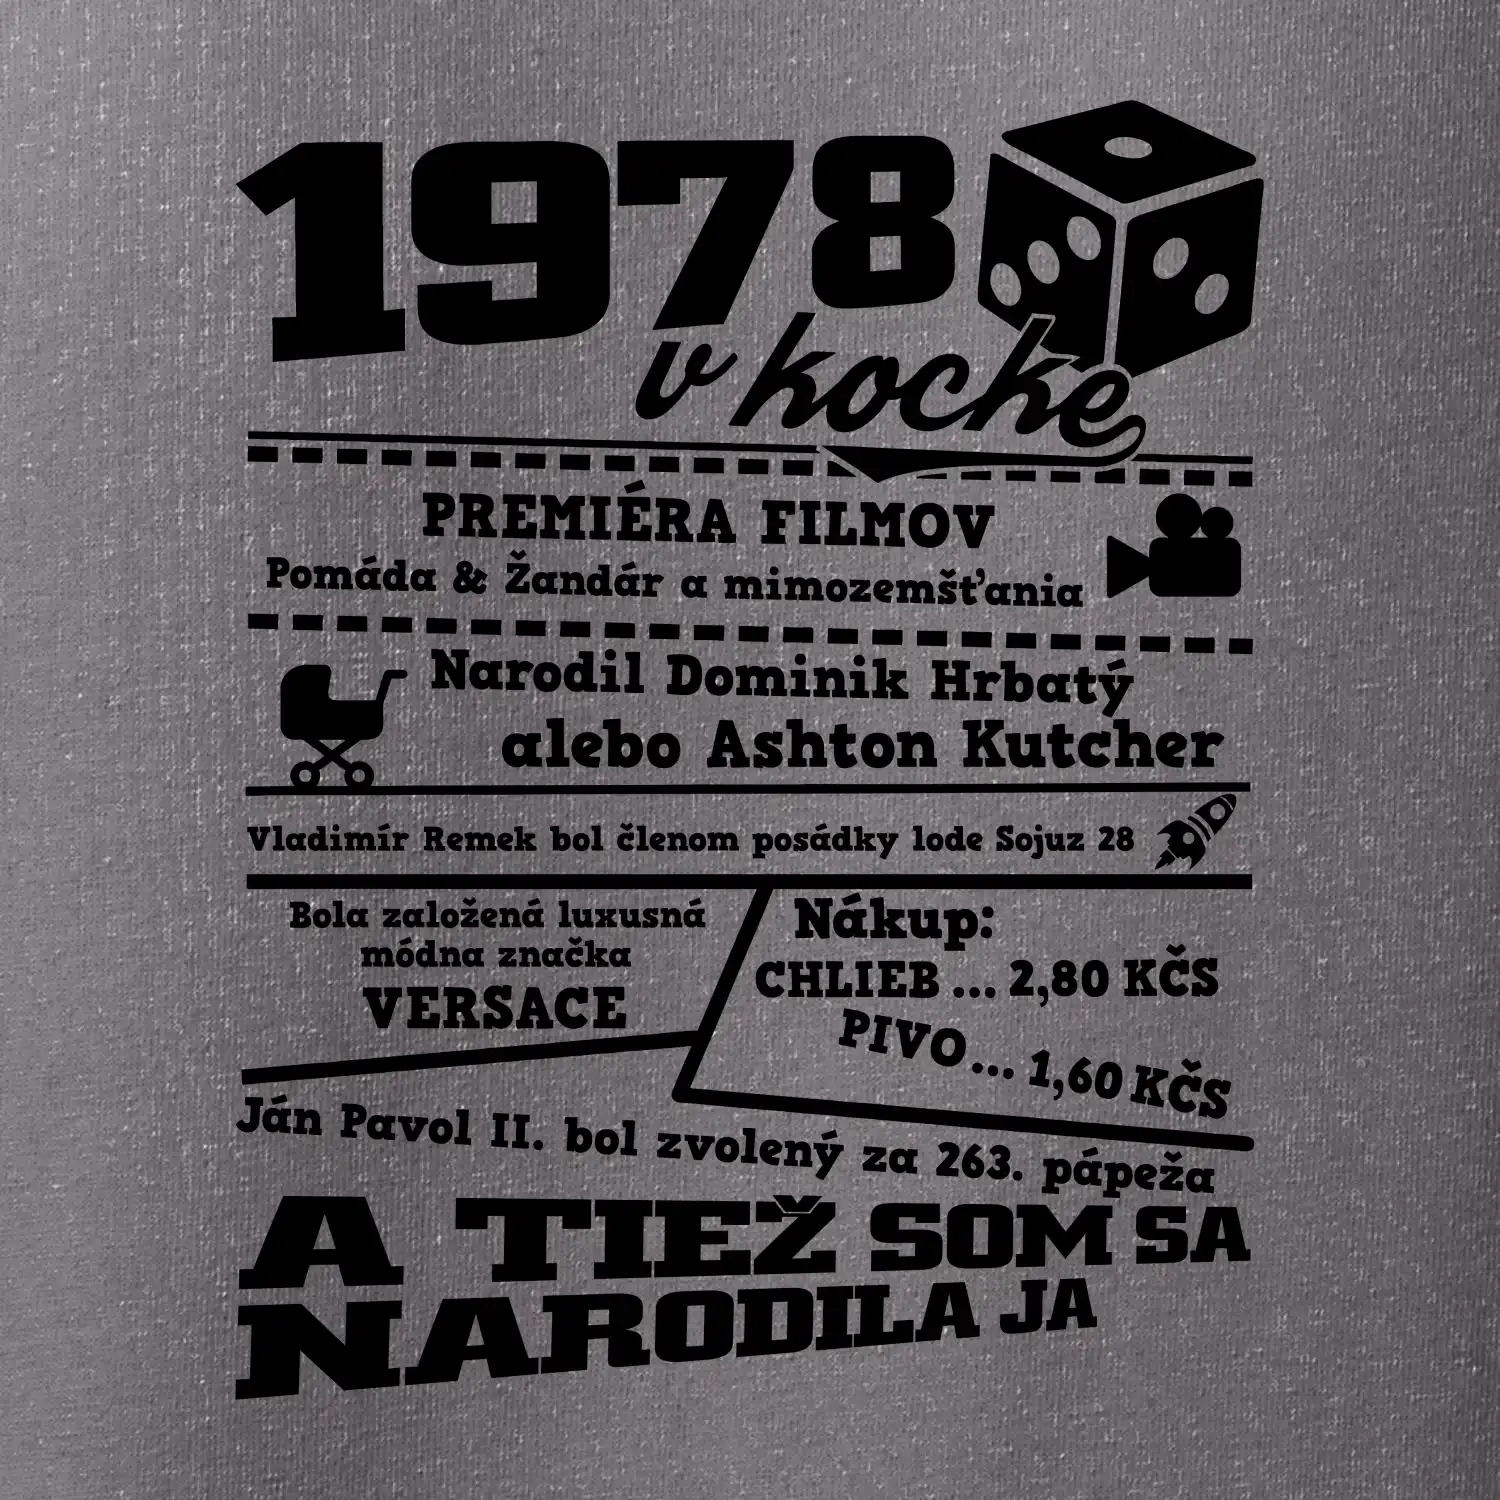 1978
v kocke
PREMIÉRA FILMOV
Pomáda & Žandár a mimozemšťania
Narodil Dominik Hrbatý
alebo Ashton Kutcher
Vladimír Remek bol členom posádky lode Sojuz 28
Bola založená luxusná
módna značka
VERSACE
Nákup:
CHLIEB ... 2,80 KČS
PIVO ... 1,60 KČS
Ján Pavol II. bol zvolený za 263. pápeža
A TIEŽ SOM SA
NARODILA JA